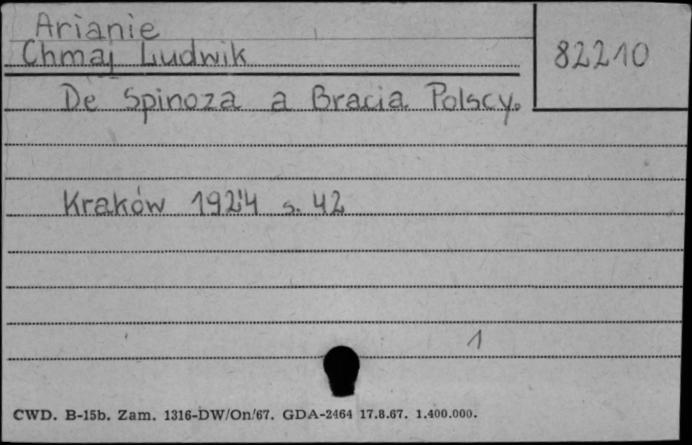 Arianie
Chmaj Ludwik
82210
De Spinoza a Bracia Polscy.
Kraków 1924 s. 42
1
CWD. B-15b. Zam. 1316-DW/On/67. GDA-2464 17.8.67. 1.400.000.